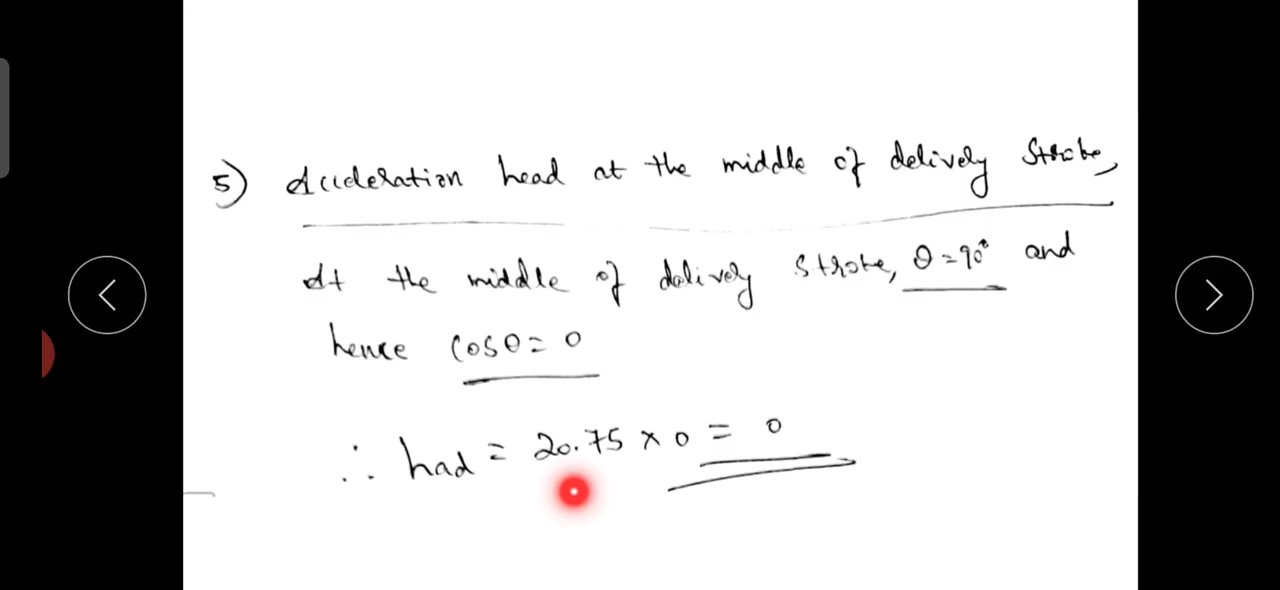 5) Acceleration head at the middle of delivery stroke,
At the middle of delivery stroke, θ=90° and
hence cosθ= 0
∴ had = 20.75 × 0 = 0